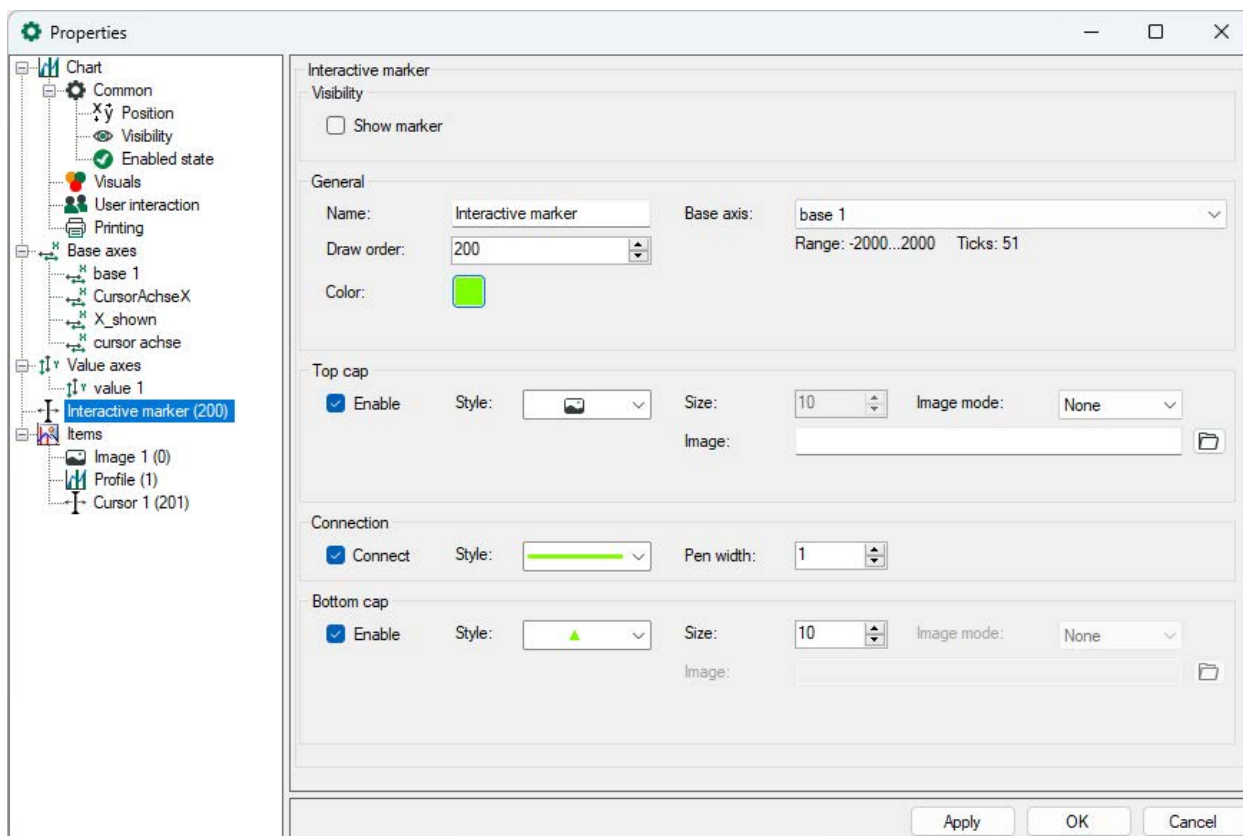 Properties
Chart
Common
Position
Visibility
Enabled state
Visuals
User interaction
Printing
Base axes
base 1
CursorAchseX
X_shown
cursor achse
Value axes
value 1
Interactive marker (200)
Items
Image 1 (0)
Profile (1)
Cursor 1 (201)
Interactive marker
Visibility
Show marker
General
Name: Interactive marker Base axis: base 1
Draw order: 200 Range: -2000...2000 Ticks: 51
Color:
Top cap
Enable Style: Size: 10 Image mode: None
Image:
Connection
Connect Style: Pen width: 1
Bottom cap
Enable Style: Size: 10 Image mode: None
Image:
Apply OK Cancel